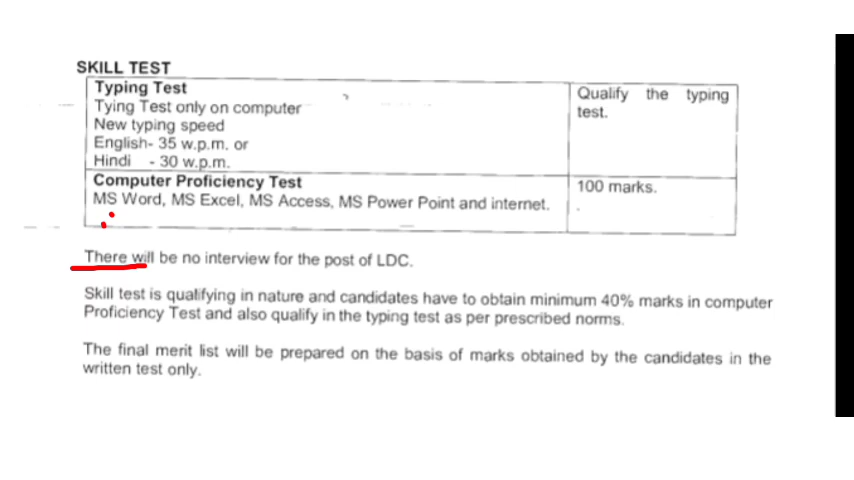 SKILL TEST
Typing Test
Tying Test only on computer
New typing speed
English- 35 w.p.m. or
Hindi - 30 w.p.m.
Qualify the typing
test.
Computer Proficiency Test
MS Word, MS Excel, MS Access, MS Power Point and internet.
100 marks.
There will be no interview for the post of LDC.
Skill test is qualifying in nature and candidates have to obtain minimum 40% marks in computer
Proficiency Test and also qualify in the typing test as per prescribed norms.
The final merit list will be prepared on the basis of marks obtained by the candidates in the
written test only.